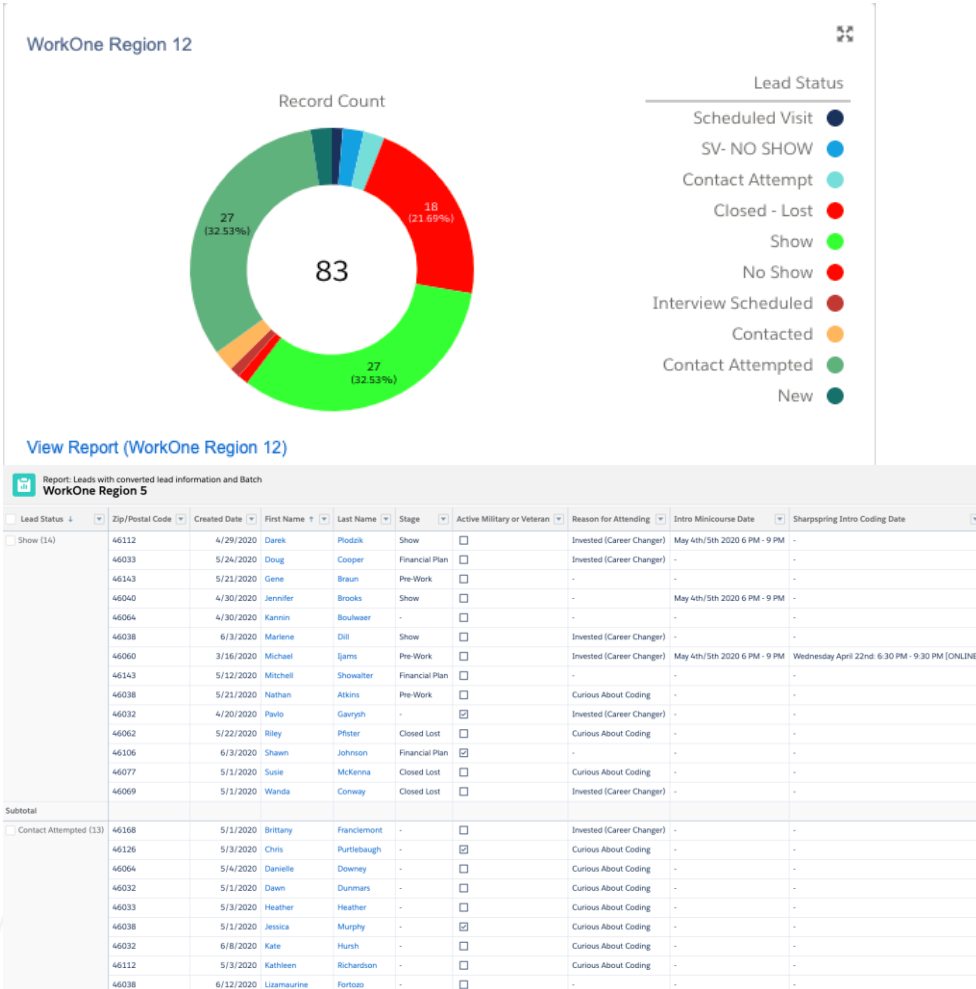 WorkOne Region 12
Record Count
Lead Status
Scheduled Visit
SV- NO SHOW
Contact Attempt
Closed - Lost
Show
No Show
Interview Scheduled
Contacted
Contact Attempted
New
18
(21.69%)
27
(32.53%)
83
27
(32.53%)
View Report (WorkOne Region 12)
Report: Leads with converted lead information and Batch
WorkOne Region 5
Lead Status ↓ Zip/Postal Code Created Date First Name ↑ Last Name Stage Active Military or Veteran Reason for Attending Intro Minicourse Date Sharpspring Intro Coding Date
Show (14) 46112 4/29/2020 Darek Plodzik Show Invested (Career Changer) May 4th/5th 2020 6 PM - 9 PM -
46033 5/24/2020 Doug Cooper Financial Plan Invested (Career Changer) - -
46143 5/21/2020 Gene Braun Pre-Work - - -
46040 4/30/2020 Jennifer Brooks Show - May 4th/5th 2020 6 PM - 9 PM -
46064 4/30/2020 Kannin Boulwaer - - - -
46038 6/3/2020 Marlene Dill Show Invested (Career Changer) - -
46060 3/16/2020 Michael Ijams Pre-Work Invested (Career Changer) May 4th/5th 2020 6 PM - 9 PM Wednesday April 22nd: 6:30 PM - 9:30 PM [ONLINE
46143 5/12/2020 Mitchell Showalter Financial Plan - - -
46038 5/21/2020 Nathan Atkins Pre-Work Curious About Coding - -
46032 4/20/2020 Pavlo Gavrysh - Invested (Career Changer) - -
46062 5/22/2020 Riley Pfister Closed Lost Curious About Coding - -
46106 6/3/2020 Shawn Johnson Financial Plan - - -
46077 5/1/2020 Susie McKenna Closed Lost Curious About Coding - -
46069 5/1/2020 Wanda Conway Closed Lost Invested (Career Changer) - -
Subtotal
Contact Attempted (13) 46168 5/1/2020 Brittany Franclemont - Invested (Career Changer) - -
46126 5/3/2020 Chris Purtlebaugh - Curious About Coding - -
46064 5/4/2020 Danielle Downey - Curious About Coding - -
46032 5/1/2020 Dawn Dunmars - Curious About Coding - -
46033 5/3/2020 Heather Heather - Curious About Coding - -
46038 5/1/2020 Jessica Murphy - Curious About Coding - -
46032 6/8/2020 Kate Hursh - Curious About Coding - -
46112 5/3/2020 Kathleen Richardson - Curious About Coding - -
46038 6/12/2020 Lizamaurine Fortozo - - - -